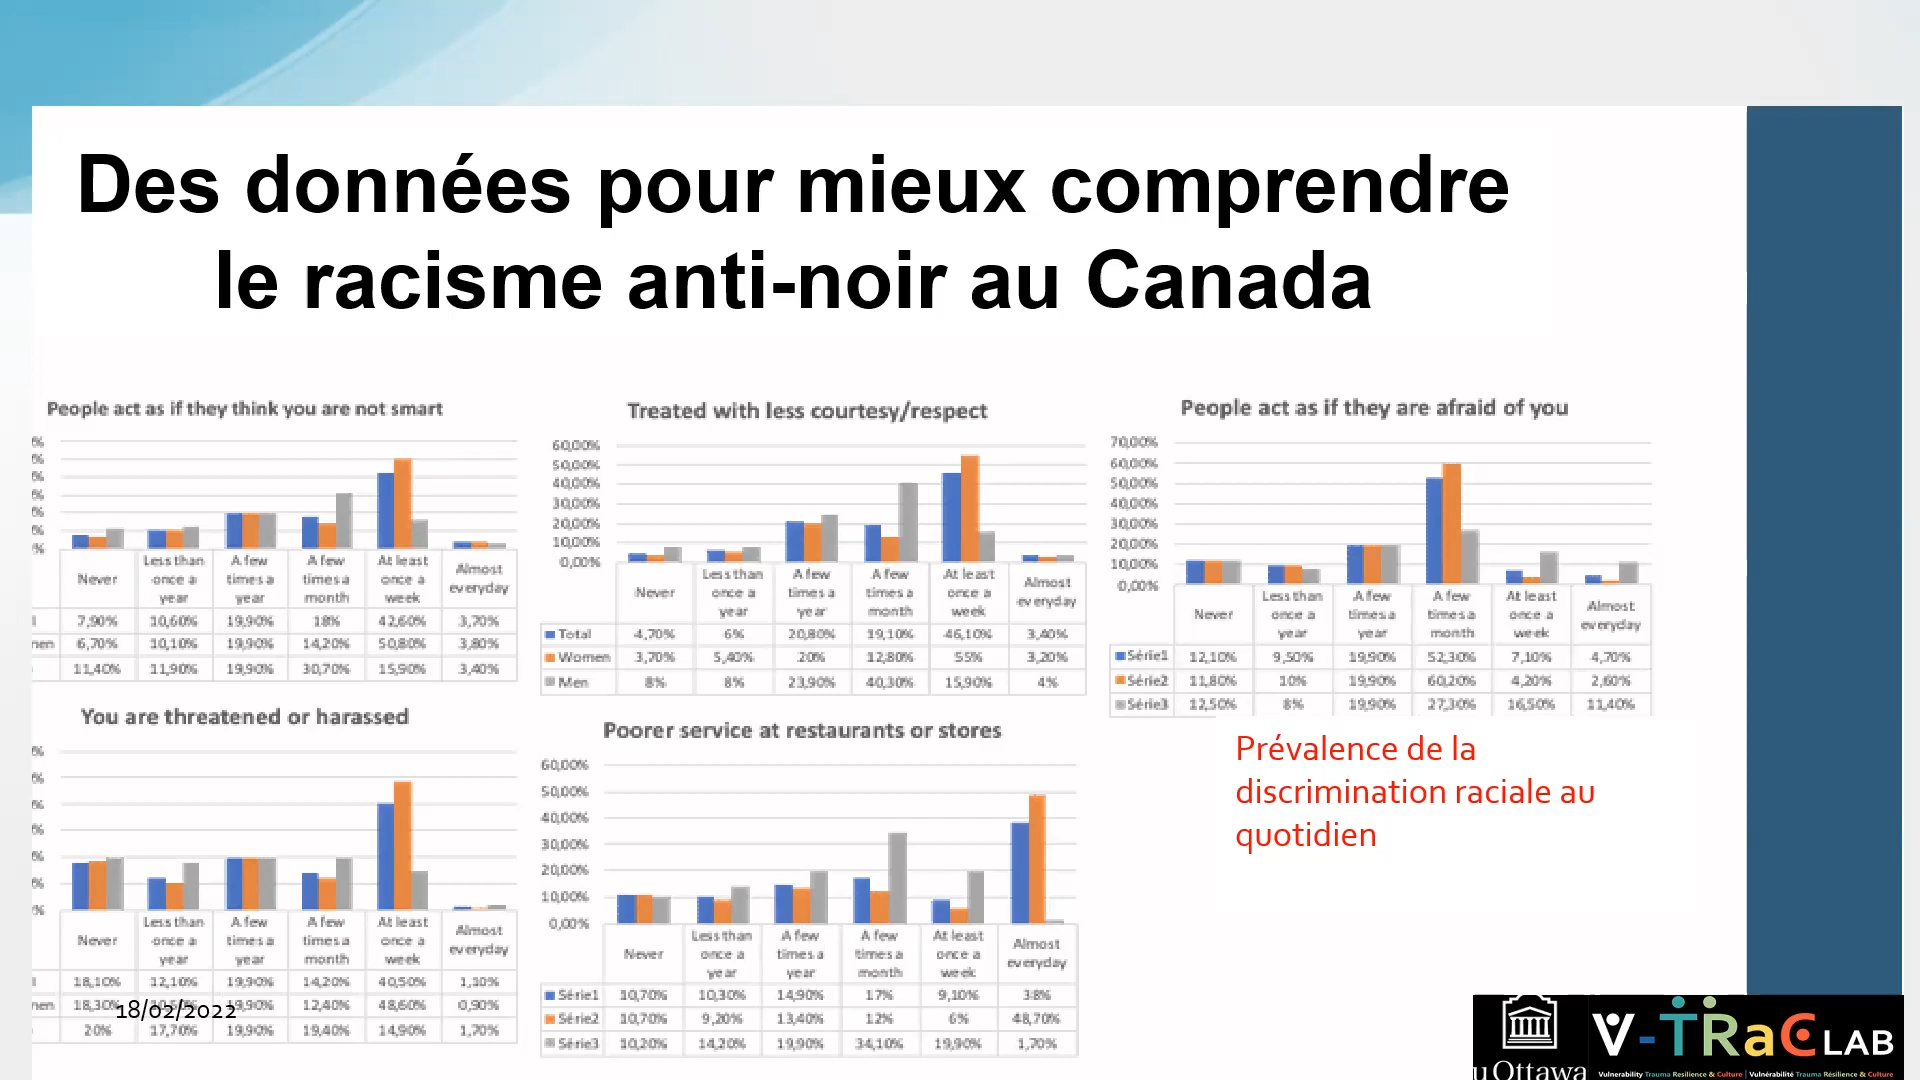 Des données pour mieux comprendre
le racisme anti-noir au Canada
People act as if they think you are not smart
Never
Less than once a year
A few times a year
A few times a month
At least once a week
Almost everyday
7,90% 10,60% 19,90% 18% 42,60% 3,70%
6,70% 10,10% 19,90% 14,20% 50,80% 3,80%
11,40% 11,90% 19,90% 30,70% 15,90% 3,40%
Treated with less courtesy/respect
60,00%
50,00%
40,00%
30,00%
20,00%
10,00%
0,00%
Never
Less than once a year
A few times a year
A few times a month
At least once a week
Almost everyday
Total 4,70% 6% 20,80% 19,10% 46,10% 3,40%
Women 3,70% 5,40% 20% 12,80% 55% 3,20%
Men 8% 8% 23,90% 40,30% 15,90% 4%
People act as if they are afraid of you
70,00%
60,00%
50,00%
40,00%
30,00%
20,00%
10,00%
0,00%
Never
Less than once a year
A few times a year
A few times a month
At least once a week
Almost everyday
Série1 12,10% 9,50% 19,90% 52,30% 7,10% 4,70%
Série2 11,80% 10% 19,90% 60,20% 4,20% 2,60%
Série3 12,50% 8% 19,90% 27,30% 16,50% 11,40%
You are threatened or harassed
Never
Less than once a year
A few times a year
A few times a month
At least once a week
Almost everyday
18,10% 12,10% 19,90% 14,20% 40,50% 1,10%
18,30% 19,90% 12,40% 48,60% 0,90%
20% 17,70% 19,90% 19,40% 14,90% 1,70%
18/02/2022
Poorer service at restaurants or stores
60,00%
50,00%
40,00%
30,00%
20,00%
10,00%
0,00%
Never
Less than once a year
A few times a year
A few times a month
At least once a week
Almost everyday
Série1 10,70% 10,30% 14,90% 17% 9,10% 38%
Série2 10,70% 9,20% 13,40% 12% 6% 48,70%
Série3 10,20% 14,20% 19,90% 34,10% 19,90% 1,70%
Prévalence de la
discrimination raciale au
quotidien
uOttawa
V-TRaC LAB
Vulnerability Trauma Resilience & Culture | Vulnérabilité Trauma Résilience & Culture